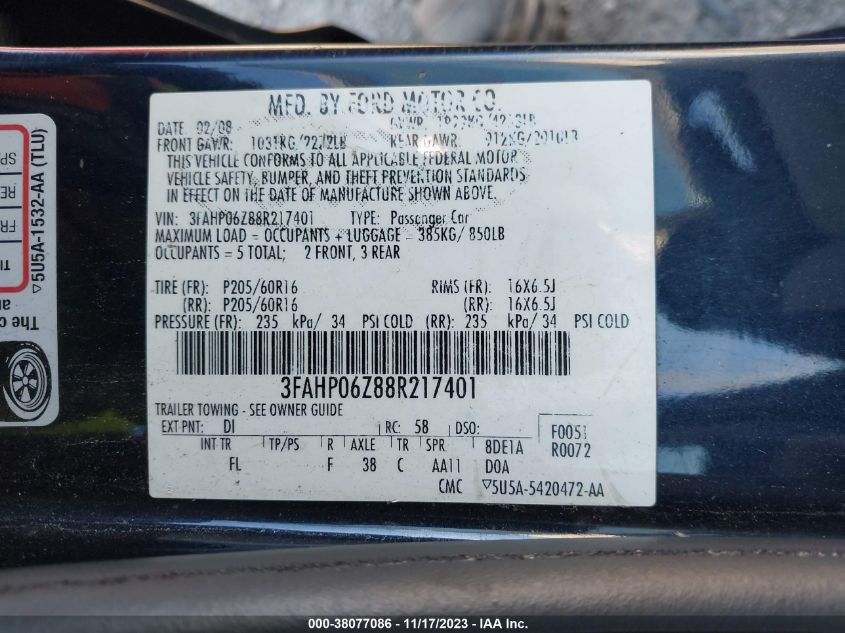 MFD. BY FORD MOTOR CO.
DATE: 02/08
FRONT GAWR: REAR GAWR:
THIS VEHICLE CONFORMS TO ALL APPLICABLE FEDERAL MOTOR
VEHICLE SAFETY, BUMPER, AND THEFT PREVENTION STANDARDS
IN EFFECT ON THE DATE OF MANUFACTURE SHOWN ABOVE.
VIN: 3FAHP06Z88R217401 TYPE: Passenger Car
MAXIMUM LOAD = OCCUPANTS + LUGGAGE = 385KG/ 850LB
OCCUPANTS = 5 TOTAL; 2 FRONT, 3 REAR
TIRE (FR): P205/60R16 RIMS (FR): 16X6.5J
(RR): P205/60R16 (RR): 16X6.5J
PRESSURE (FR): 235 kPa/ 34 PSI COLD (RR): 235 kPa/ 34 PSI COLD
3FAHP06Z88R217401
TRAILER TOWING - SEE OWNER GUIDE
EXT PNT: DI RC: 58 DSO: F0051
INT TR TP/PS R AXLE TR SPR 8DE1A R0072
FL F 38 C AA11 D0A
CMC ▽5U5A-5420472-AA
▽5U5A-1532-AA (TLU)
SP
RE
FR
TI
The c
an
000-38077086 - 11/17/2023 - IAA Inc.